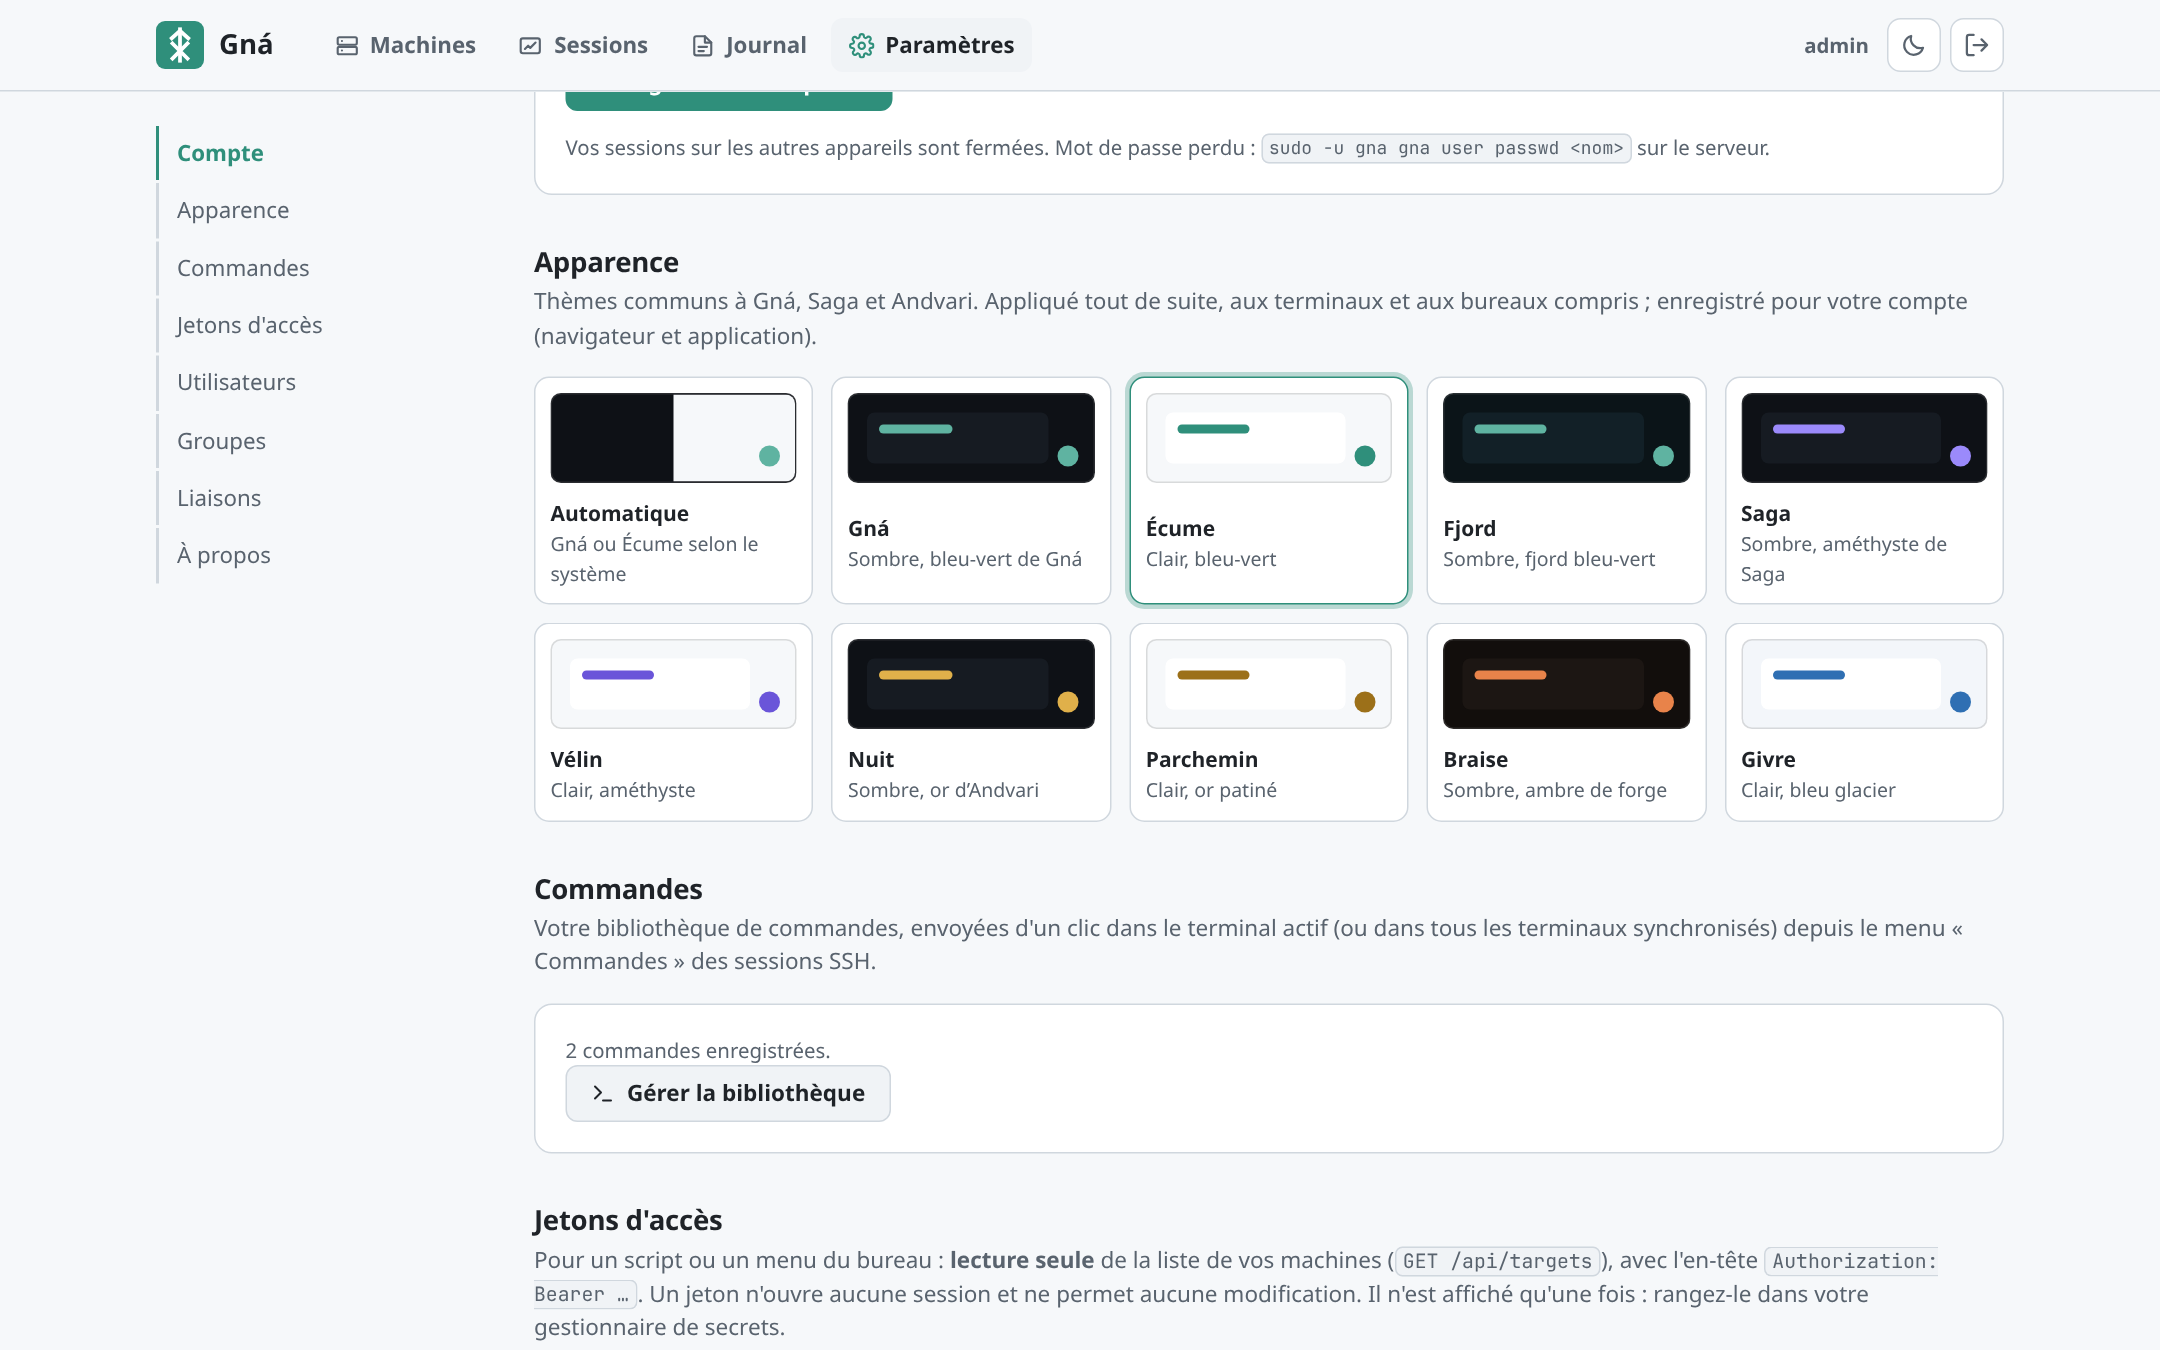 Gná
Machines
Sessions
Journal
Paramètres
admin
Compte
Apparence
Commandes
Jetons d'accès
Utilisateurs
Groupes
Liaisons
À propos
Vos sessions sur les autres appareils sont fermées. Mot de passe perdu : sudo -u gna gna user passwd <nom> sur le serveur.
Apparence
Thèmes communs à Gná, Saga et Andvari. Appliqué tout de suite, aux terminaux et aux bureaux compris ; enregistré pour votre compte
(navigateur et application).
Automatique
Gná ou Écume selon le
système
Gná
Sombre, bleu-vert de Gná
Écume
Clair, bleu-vert
Fjord
Sombre, fjord bleu-vert
Saga
Sombre, améthyste de
Saga
Vélin
Clair, améthyste
Nuit
Sombre, or d’Andvari
Parchemin
Clair, or patiné
Braise
Sombre, ambre de forge
Givre
Clair, bleu glacier
Commandes
Votre bibliothèque de commandes, envoyées d'un clic dans le terminal actif (ou dans tous les terminaux synchronisés) depuis le menu «
Commandes » des sessions SSH.
2 commandes enregistrées.
Gérer la bibliothèque
Jetons d'accès
Pour un script ou un menu du bureau : lecture seule de la liste de vos machines (GET /api/targets), avec l'en-tête Authorization:
Bearer …. Un jeton n'ouvre aucune session et ne permet aucune modification. Il n'est affiché qu'une fois : rangez-le dans votre
gestionnaire de secrets.